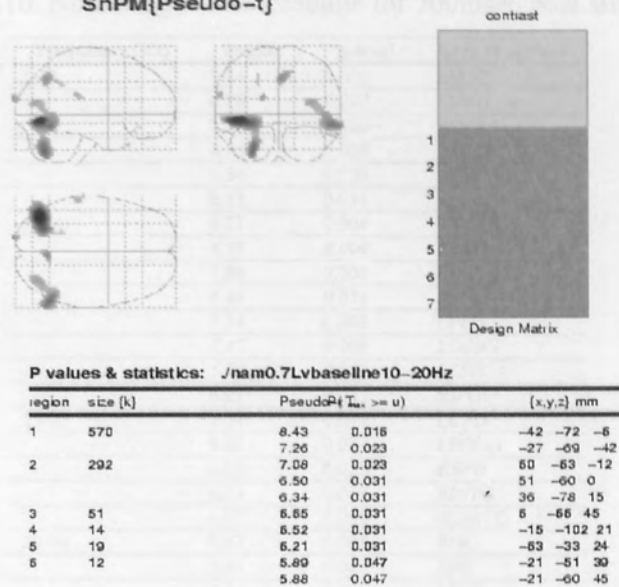 SnPM{Pseudo-t}
contrast
1
2
3
4
5
6
7
Design Matrix
P values & statistics: ./nam0.7Lvbaseline10-20Hz
region size {k} Pseudo P( Tmax >= u) {x,y,z} mm
1 570 8.43 0.016 -42 -72 -6
7.26 0.023 -27 -69 -42
2 292 7.08 0.023 60 -63 -12
6.50 0.031 51 -60 0
6.34 0.031 36 -78 15
3 51 6.65 0.031 6 -66 45
4 14 6.52 0.031 -15 -102 21
5 19 6.21 0.031 -63 -33 24
6 12 5.89 0.047 -21 -51 39
5.88 0.047 -21 -60 45